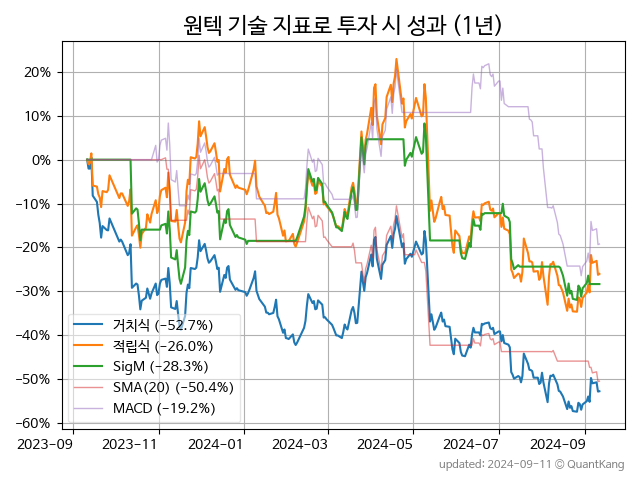 원텍 기술 지표로 투자 시 성과 (1년)
20%
10%
0%
−10%
−20%
−30%
−40%
−50%
−60%
거치식 (−52.7%)
적립식 (−26.0%)
SigM (−28.3%)
SMA(20) (−50.4%)
MACD (−19.2%)
2023-09 2023-11 2024-01 2024-03 2024-05 2024-07 2024-09
updated: 2024-09-11 © QuantKang